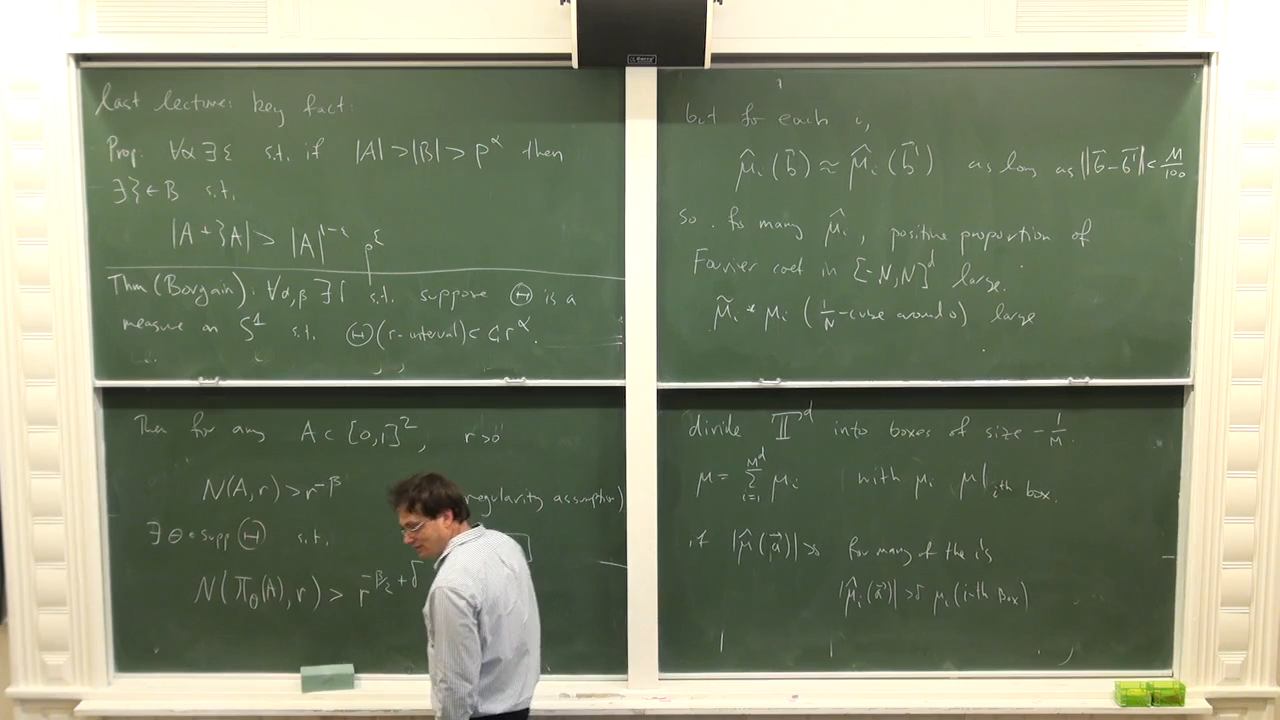 last lecture: key fact:
Prop. ∀α ∃ε s.t. if |A| > |B| > p^α then
∃ξ ∈ B s.t.
|A + ξA| > |A|^{1-ε} p^ε
Thm (Borgain): ∀α,β ∃δ s.t. suppose Θ is a
measure on S^1 s.t. Θ(r-interval) < C_1 r^α.
Then for any A ⊂ [0,1]^2, r > 0
N(A,r) > r^{-β} regularity assumption)
∃ θ ∈ supp Θ s.t.
N(π_θ(A), r) > r^{-β/2 + δ}
but for each i,
μ̂_i(b⃗) ≈ μ̂_i(b⃗') as long as ||b⃗ - b⃗'|| < M/100
So . for many μ̂_i, positive proportion of
Fourier coef in [-N,N]^d large.
μ̃_i * μ_i (1/N-cube around 0) large
divide 𝕋^d into boxes of size ~ 1/M.
μ = Σ_{i=1}^{M^d} μ_i with μ_i = μ|_{ith box}.
if |μ̂(a⃗)| > δ for many of the i's
|μ̂_i(a⃗)| > δ μ_i(i-th Box)